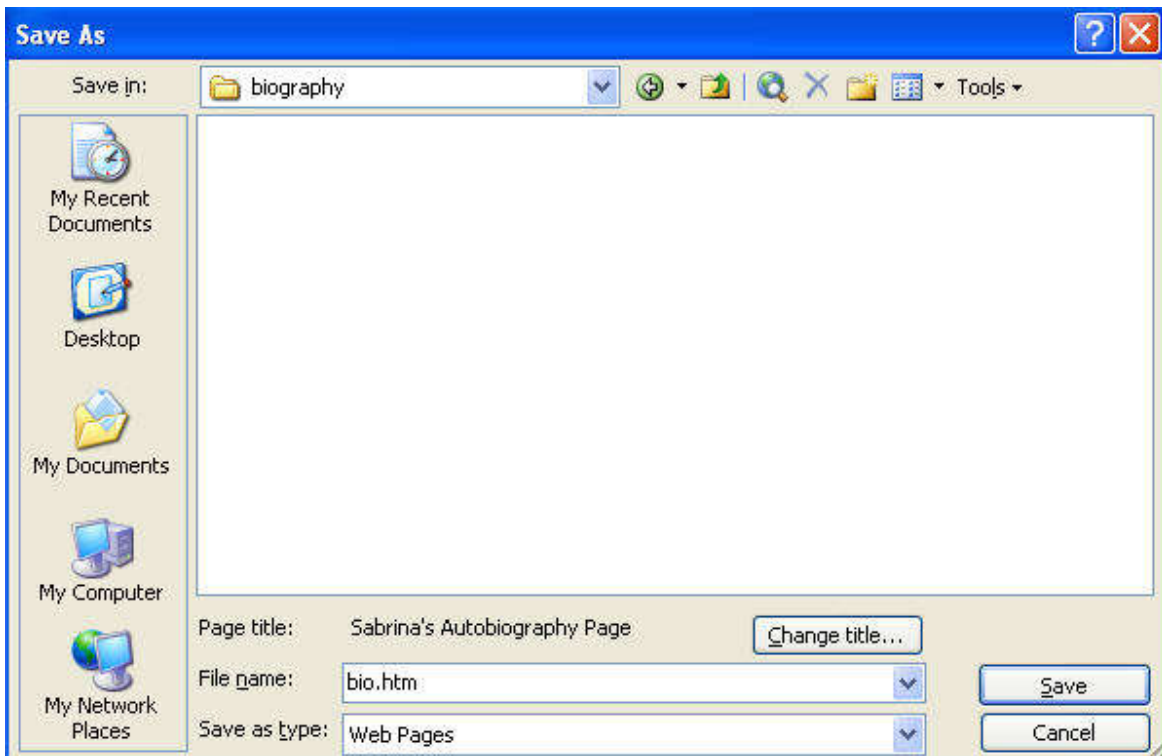 Save As
Save in:
biography
Tools
My Recent
Documents
Desktop
My Documents
My Computer
My Network
Places
Page title:
Sabrina's Autobiography Page
Change title...
File name:
bio.htm
Save
Save as type:
Web Pages
Cancel